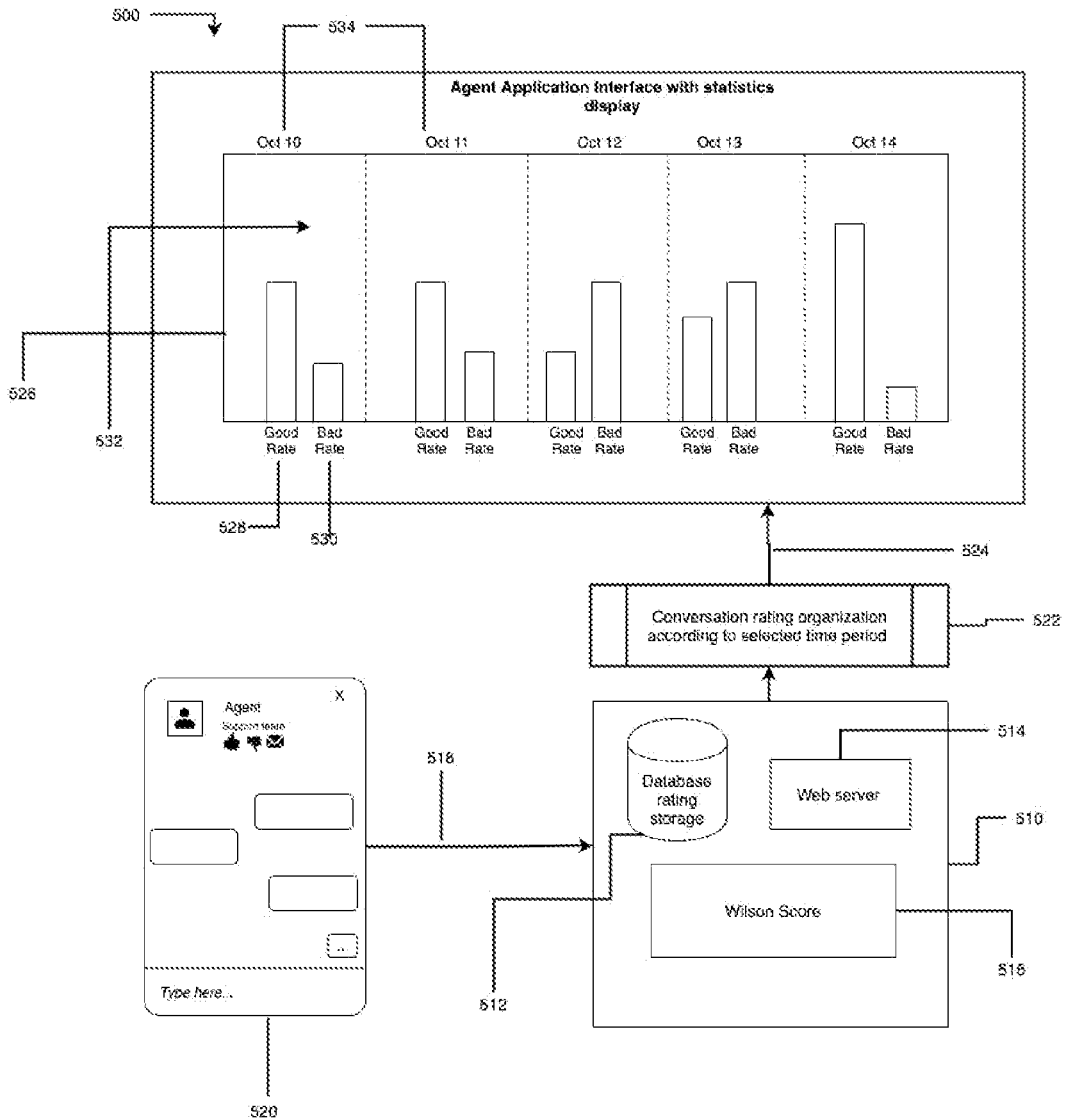 500
534
Agent Application Interface with statistics
display
Oct 10 Oct 11 Oct 12 Oct 13 Oct 14
526
532
Good Bad Good Bad Good Bad Good Bad Good Bad
Rate Rate Rate Rate Rate Rate Rate Rate Rate Rate
528
530
524
Conversation rating organization
according to selected time period
522
X
Agent
Support team
518
Database
rating
storage
Web server
514
510
Wilson Score
516
512
...
Type here...
520